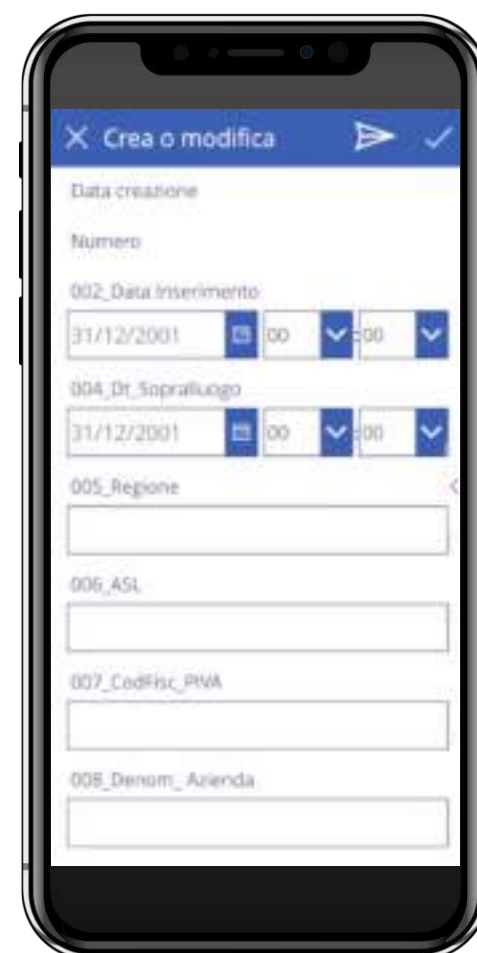 Crea o modifica
Data creazione
Numero
002_Data Inserimento
31/12/2001 00 : 00
004_Dt_Sopralluogo
31/12/2001 00 : 00
005_Regione
006_ASL
007_CodFisc_PIVA
008_Denom_ Azienda